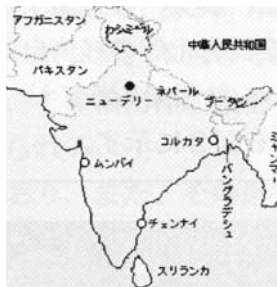 アフガニスタン
カシミール
中華人民共和国
パキスタン
ネパール
ブータン
ニューデリー
コルカタ
ミャンマー
バングラデシュ
ムンバイ
チェンナイ
スリランカ